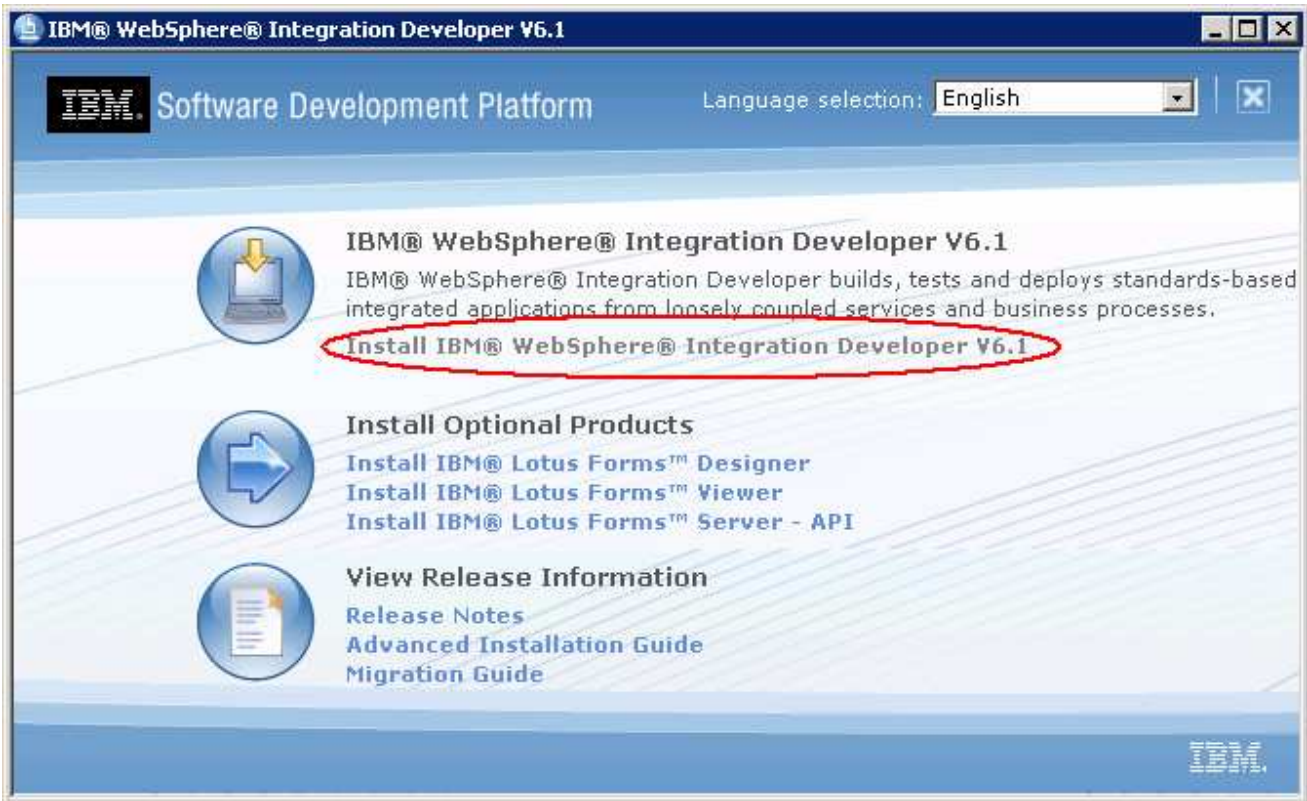 IBM® WebSphere® Integration Developer V6.1
IBM. Software Development Platform
Language selection: English
IBM® WebSphere® Integration Developer V6.1
IBM® WebSphere® Integration Developer builds, tests and deploys standards-based
integrated applications from loosely coupled services and business processes.
Install IBM® WebSphere® Integration Developer V6.1
Install Optional Products
Install IBM® Lotus Forms™ Designer
Install IBM® Lotus Forms™ Viewer
Install IBM® Lotus Forms™ Server - API
View Release Information
Release Notes
Advanced Installation Guide
Migration Guide
IBM.